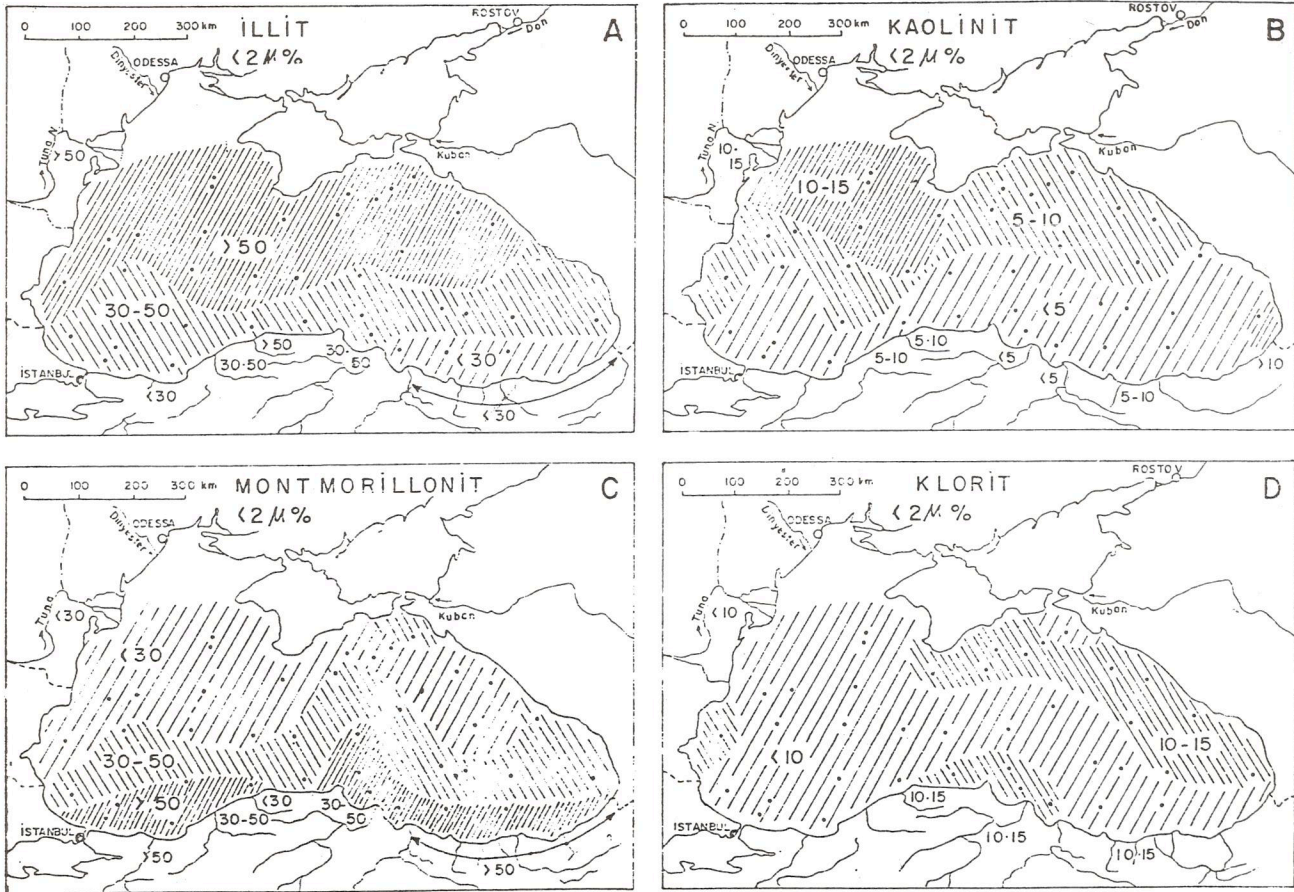 0 100 200 300 km
İLLİT
<2 μ %
A
ROSTOV
Don
ODESSA
Dinyester
Tuna N.
>50
Kuban
>50
30-50
>50
30-50
30-50
<30
İSTANBUL
<30
<30
0 100 200 300 km
KAOLİNİT
<2 μ %
B
ROSTOV
Don
ODESSA
Dinyester
Tuna N.
10-15
Kuban
10-15
5-10
<5
5-10
5-10
<5
<5
>10
İSTANBUL
5-10
0 100 200 300 km
MONTMORİLLONİT
<2 μ %
C
ODESSA
Dinyester
Tuna
<30
Kuban
<30
30-50
>50
<30
30-50
30-50
İSTANBUL
>50
>50
0 100 200 300 km
KLORİT
<2 μ %
D
ROSTOV
ODESSA
Dinyester
Tuna
<10
Kuban
<10
10-15
10-15
İSTANBUL
10-15
10-15